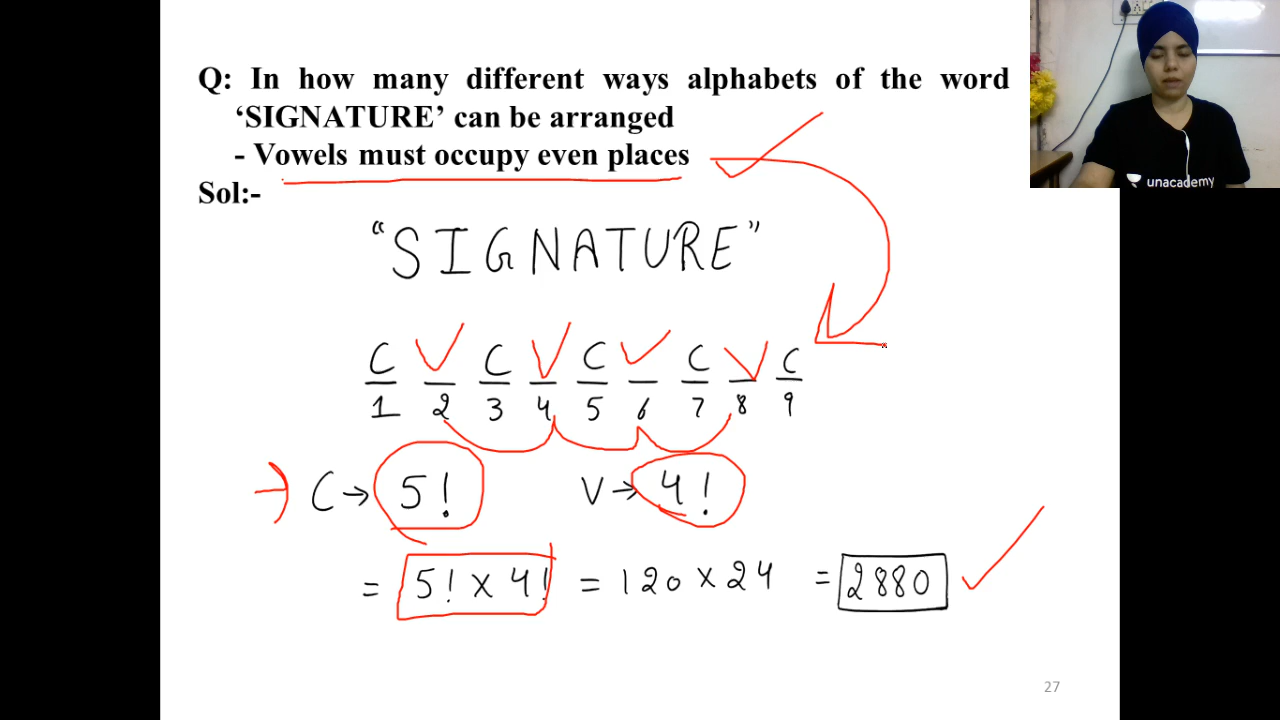 Q: In how many different ways alphabets of the word
‘SIGNATURE’ can be arranged
- Vowels must occupy even places
Sol:-
unacademy
“SIGNATURE”
C C C C C
1 2 3 4 5 6 7 8 9
C → 5! V → 4!
= 5! × 4! = 120 × 24 = 2880
27